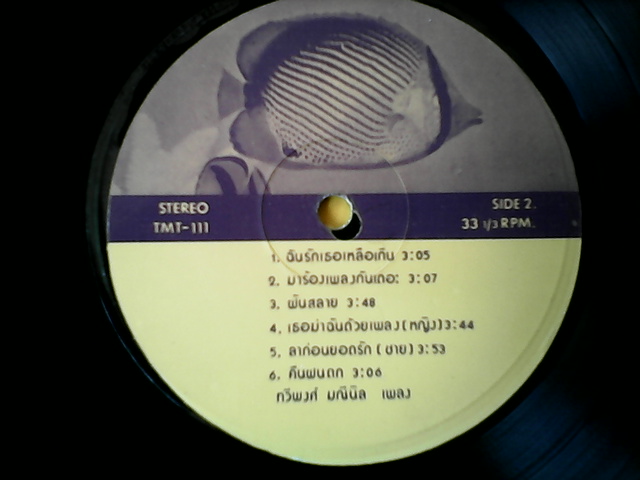 STEREO
TMT-111
SIDE 2.
33 1/3 RPM.
1. ฉันรักเธอเหลือเกิน 3:05
2. มาร้องเพลงกันเถอะ 3:07
3. ฝันสลาย 3:48
4. เธอฆ่าฉันด้วยเพลง (หญิง) 3:44
5. ลาก่อนยอดรัก (ชาย) 3:53
6. คืนฝนตก 3:06
ทวีพงศ์ มณีนิล เพลง